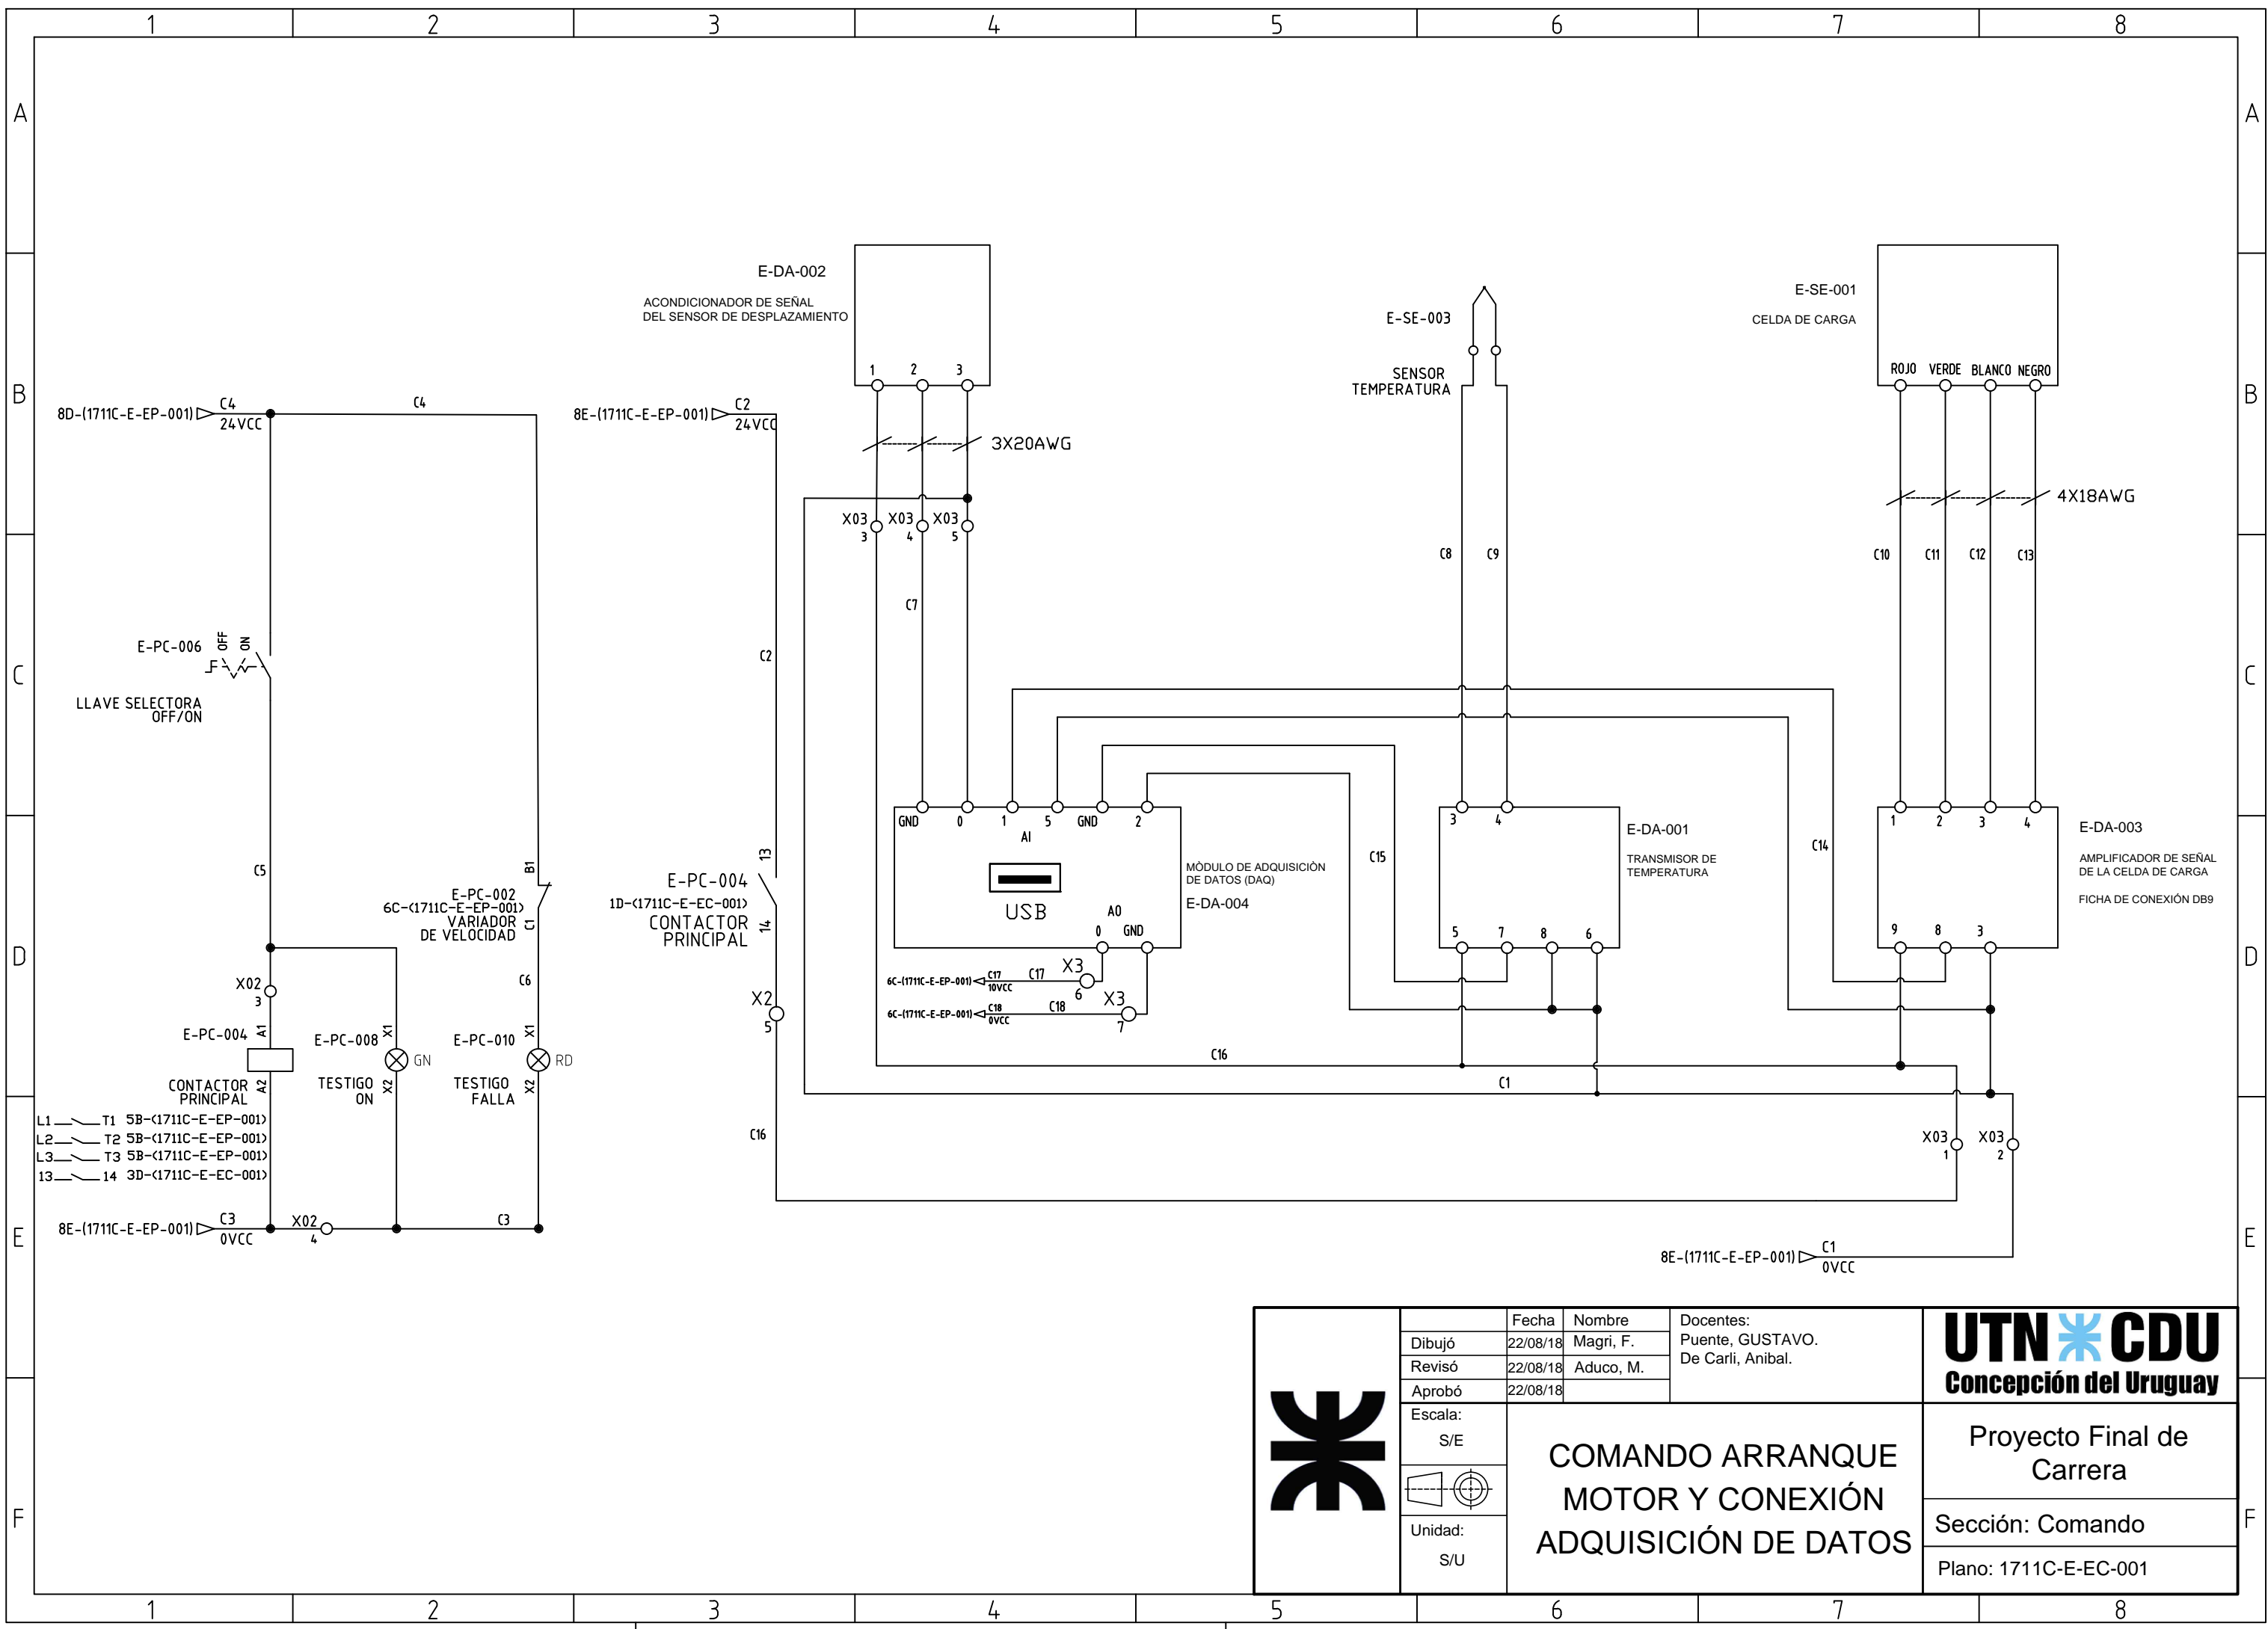 1 2 3 4 5 6 7 8
A A
B B
C C
D D
E E
F F
8D-(1711C-E-EP-001)
C4
24VCC
C4
E-PC-006
OFF
ON
LLAVE SELECTORA
OFF/ON
C5
X02
3
E-PC-004
A1
A2
CONTACTOR
PRINCIPAL
L1 T1 5B-(1711C-E-EP-001)
L2 T2 5B-(1711C-E-EP-001)
L3 T3 5B-(1711C-E-EP-001)
13 14 3D-(1711C-E-EC-001)
8E-(1711C-E-EP-001)
C3
0VCC
X02
4
C3
E-PC-008
X1
X2
GN
TESTIGO
ON
B1
E-PC-002
6C-(1711C-E-EP-001)
VARIADOR
DE VELOCIDAD
C1
C6
E-PC-010
X1
X2
RD
TESTIGO
FALLA
8E-(1711C-E-EP-001)
C2
24VCC
C2
13
E-PC-004
1D-(1711C-E-EC-001)
CONTACTOR
PRINCIPAL
14
X2
5
C16
E-DA-002
ACONDICIONADOR DE SEÑAL
DEL SENSOR DE DESPLAZAMIENTO
1 2 3
3X20AWG
X03 X03 X03
3 4 5
C7
GND 0 1 5 GND 2
AI
USB
AO
0 GND
MÒDULO DE ADQUISICIÒN
DE DATOS (DAQ)
E-DA-004
6C-(1711C-E-EP-001)
C17
10VCC
C17
X3
6
6C-(1711C-E-EP-001)
C18
0VCC
C18
X3
7
C16
C1
E-SE-003
SENSOR
TEMPERATURA
C8 C9
C15
3 4
E-DA-001
TRANSMISOR DE
TEMPERATURA
5 7 8 6
E-SE-001
CELDA DE CARGA
ROJO VERDE BLANCO NEGRO
4X18AWG
C10 C11 C12 C13
C14
1 2 3 4
E-DA-003
AMPLIFICADOR DE SEÑAL
DE LA CELDA DE CARGA
FICHA DE CONEXIÓN DB9
9 8 3
X03 X03
1 2
8E-(1711C-E-EP-001)
C1
0VCC
Fecha Nombre
Dibujó 22/08/18 Magri, F.
Revisó 22/08/18 Aduco, M.
Aprobó 22/08/18
Docentes:
Puente, GUSTAVO.
De Carli, Anibal.
UTN CDU
Concepción del Uruguay
Escala:
S/E
Unidad:
S/U
COMANDO ARRANQUE
MOTOR Y CONEXIÓN
ADQUISICIÓN DE DATOS
Proyecto Final de
Carrera
Sección: Comando
Plano: 1711C-E-EC-001
1 2 3 4 5 6 7 8